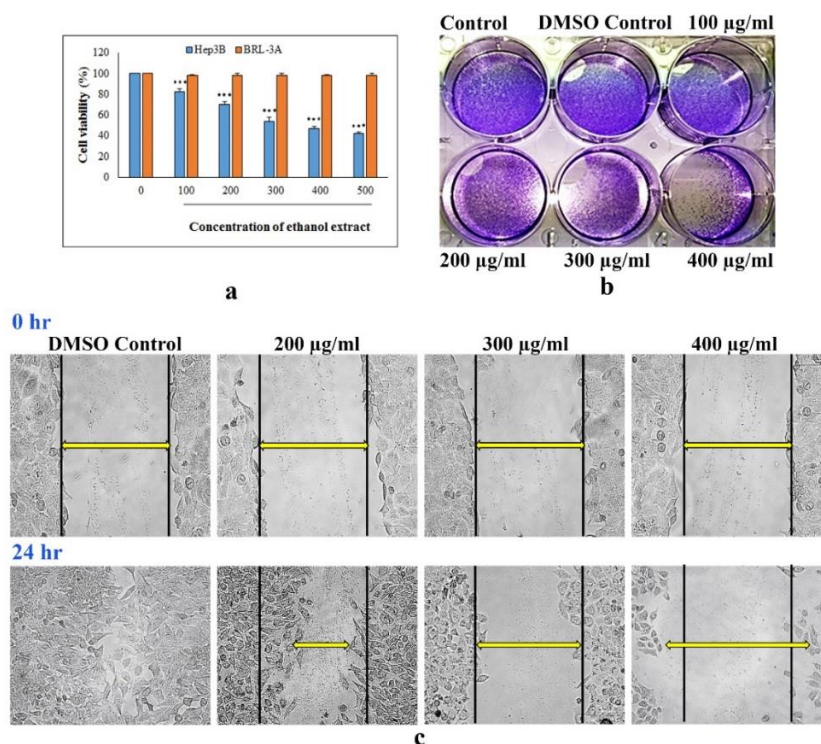 Hep3B BRL-3A
Cell viability (%)
120
100
80
60
40
20
0
***
***
***
***
***
0 100 200 300 400 500
Concentration of ethanol extract
a
Control DMSO Control 100 µg/ml
200 µg/ml 300 µg/ml 400 µg/ml
b
0 hr
DMSO Control 200 µg/ml 300 µg/ml 400 µg/ml
24 hr
c